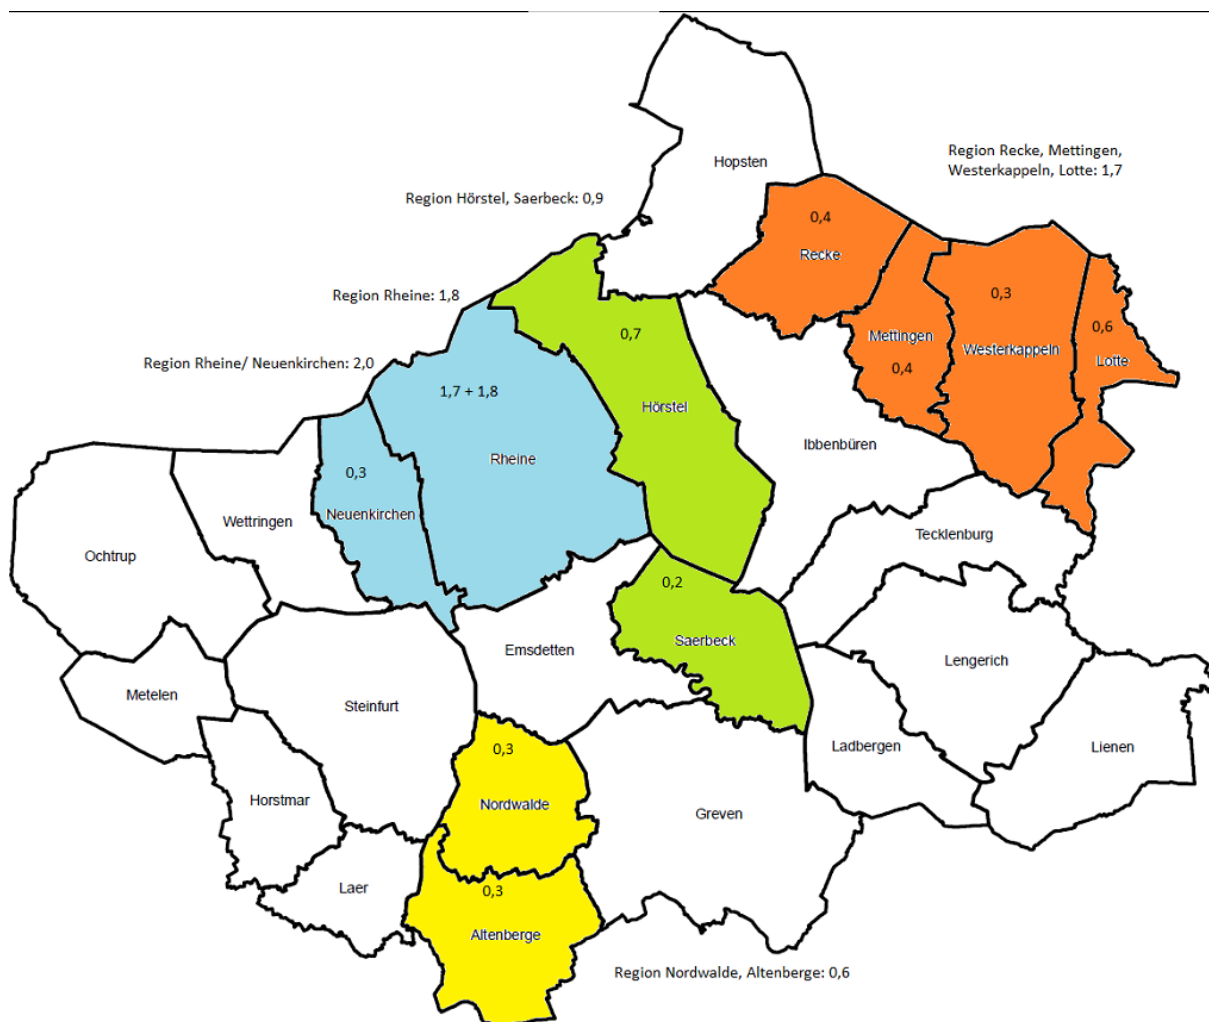 Region Recke, Mettingen,
Westerkappeln, Lotte: 1,7
Hopsten
Region Hörstel, Saerbeck: 0,9
0,4
Recke
Region Rheine: 1,8
0,3
0,6
0,7
Mettingen
Westerkappeln
Lotte
Region Rheine/ Neuenkirchen: 2,0
0,4
1,7 + 1,8
Hörstel
Ibbenbüren
Rheine
0,3
Neuenkirchen
Wettringen
Ochtrup
Tecklenburg
0,2
Saerbeck
Emsdetten
Lengerich
Metelen
Steinfurt
Ladbergen
Lienen
0,3
Nordwalde
Horstmar
Greven
Laer
0,3
Altenberge
Region Nordwalde, Altenberge: 0,6